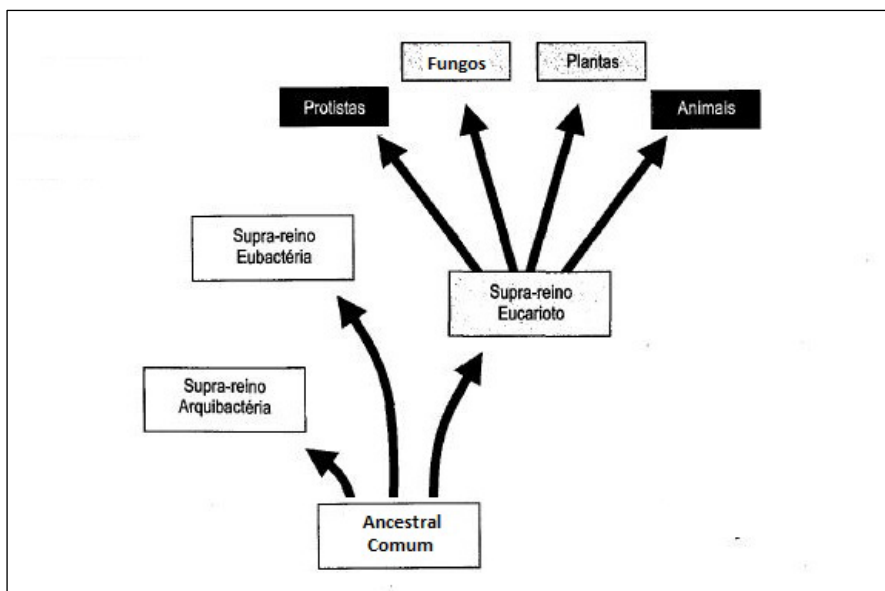 Fungos
Plantas
Protistas
Animais
Supra-reino
Eubactéria
Supra-reino
Eucarioto
Supra-reino
Arquibactéria
Ancestral
Comum